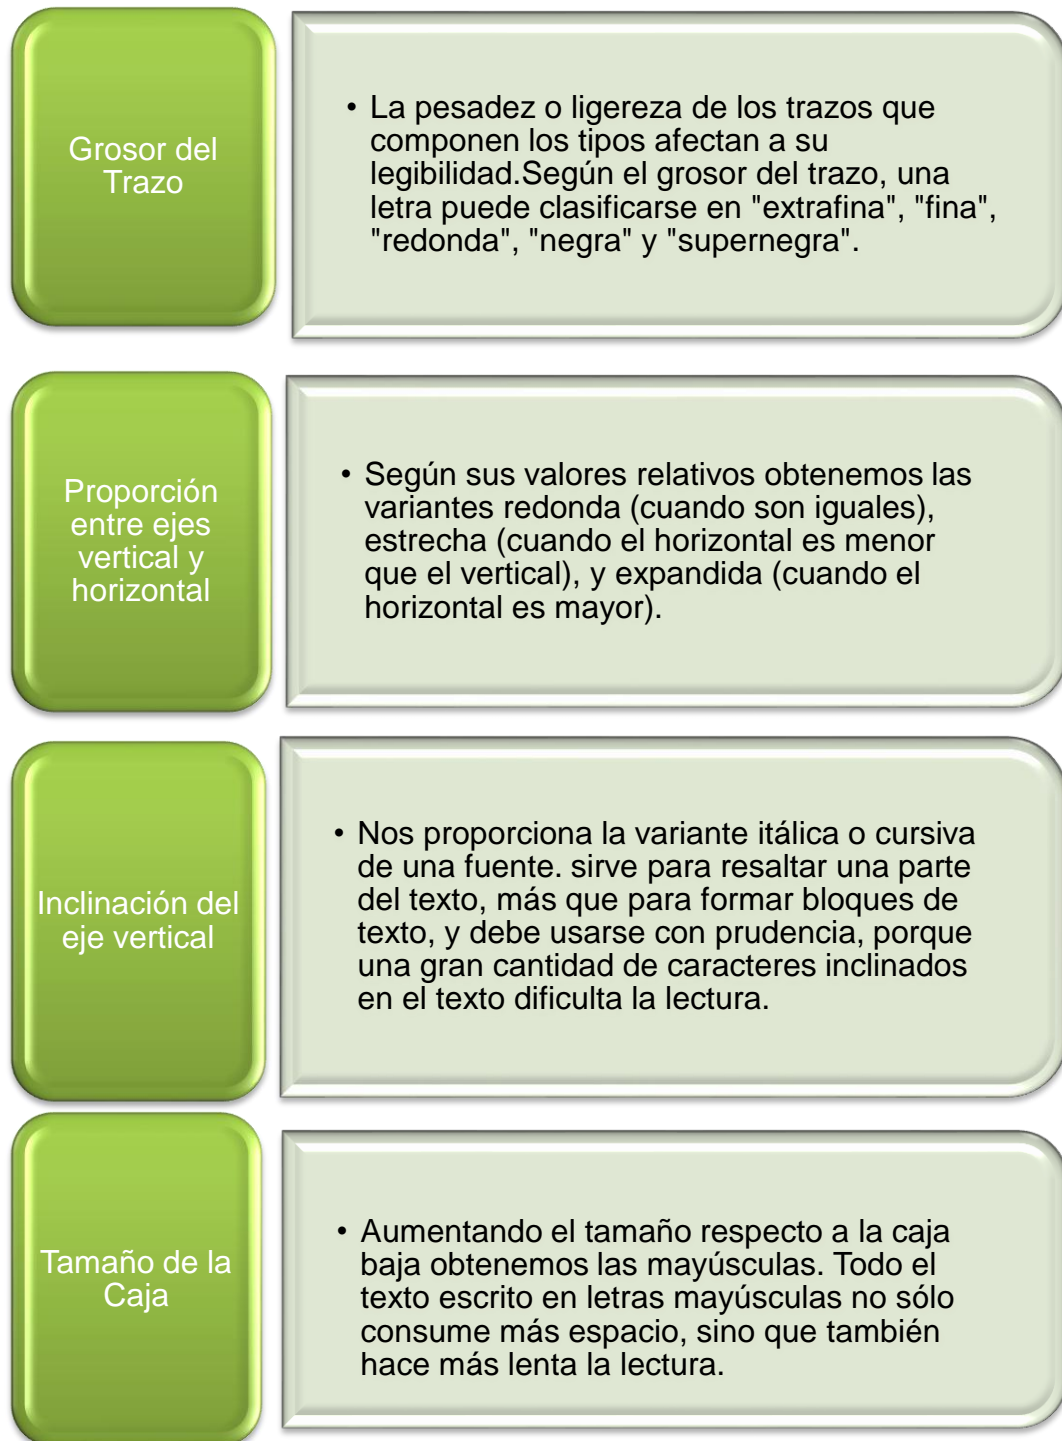 Grosor del
Trazo
• La pesadez o ligereza de los trazos que
componen los tipos afectan a su
legibilidad.Según el grosor del trazo, una
letra puede clasificarse en "extrafina", "fina",
"redonda", "negra" y "supernegra".
Proporción
entre ejes
vertical y
horizontal
• Según sus valores relativos obtenemos las
variantes redonda (cuando son iguales),
estrecha (cuando el horizontal es menor
que el vertical), y expandida (cuando el
horizontal es mayor).
Inclinación del
eje vertical
• Nos proporciona la variante itálica o cursiva
de una fuente. sirve para resaltar una parte
del texto, más que para formar bloques de
texto, y debe usarse con prudencia, porque
una gran cantidad de caracteres inclinados
en el texto dificulta la lectura.
Tamaño de la
Caja
• Aumentando el tamaño respecto a la caja
baja obtenemos las mayúsculas. Todo el
texto escrito en letras mayúsculas no sólo
consume más espacio, sino que también
hace más lenta la lectura.